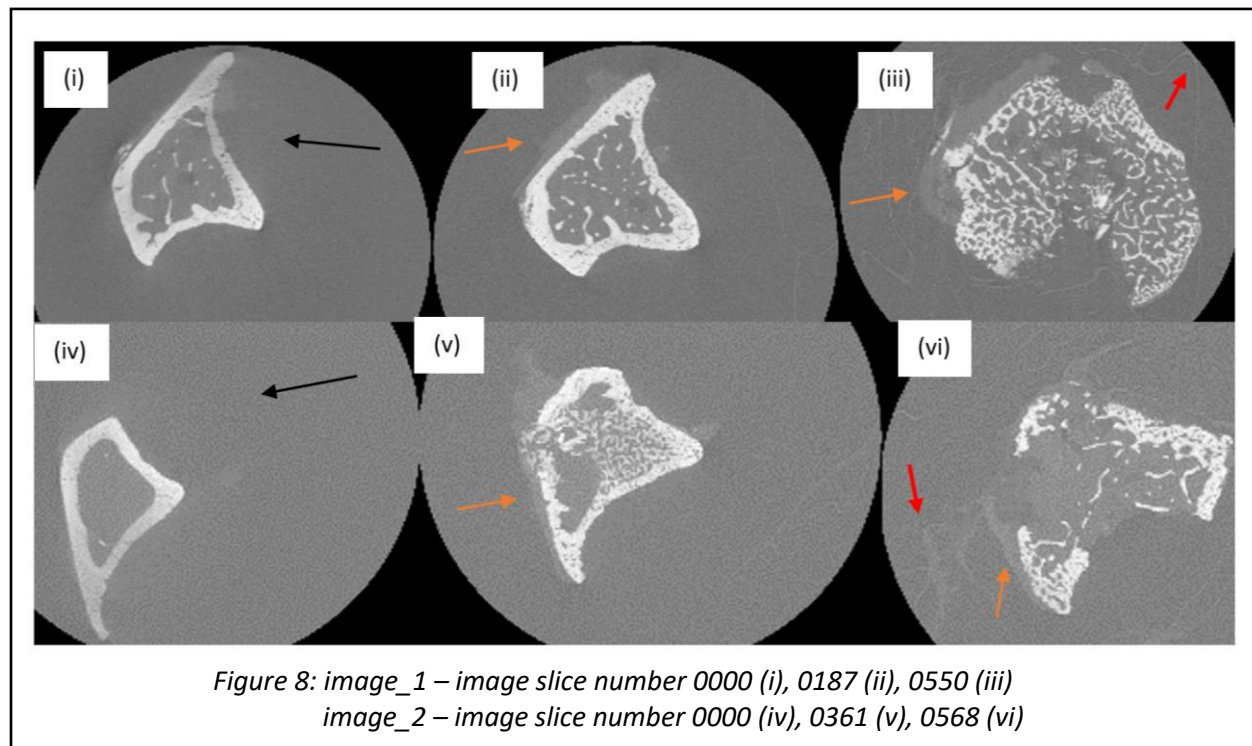 (i)
(ii)
(iii)
(iv)
(v)
(vi)
Figure 8: image_1 – image slice number 0000 (i), 0187 (ii), 0550 (iii)
image_2 – image slice number 0000 (iv), 0361 (v), 0568 (vi)